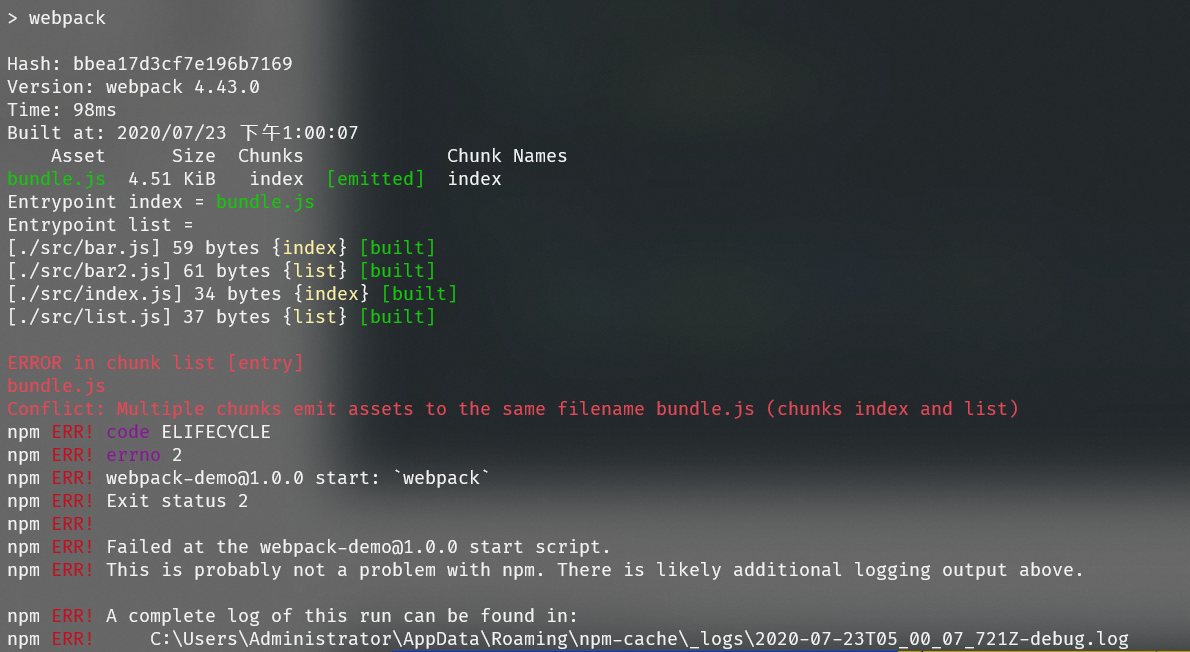 > webpack
Hash: bbea17d3cf7e196b7169
Version: webpack 4.43.0
Time: 98ms
Built at: 2020/07/23 下午1:00:07
Asset Size Chunks Chunk Names
bundle.js 4.51 KiB index [emitted] index
Entrypoint index = bundle.js
Entrypoint list =
[./src/bar.js] 59 bytes {index} [built]
[./src/bar2.js] 61 bytes {list} [built]
[./src/index.js] 34 bytes {index} [built]
[./src/list.js] 37 bytes {list} [built]
ERROR in chunk list [entry]
bundle.js
Conflict: Multiple chunks emit assets to the same filename bundle.js (chunks index and list)
npm ERR! code ELIFECYCLE
npm ERR! errno 2
npm ERR! webpack-demo@1.0.0 start: `webpack`
npm ERR! Exit status 2
npm ERR!
npm ERR! Failed at the webpack-demo@1.0.0 start script.
npm ERR! This is probably not a problem with npm. There is likely additional logging output above.
npm ERR! A complete log of this run can be found in:
npm ERR! C:\Users\Administrator\AppData\Roaming\npm-cache\_logs\2020-07-23T05_00_07_721Z-debug.log